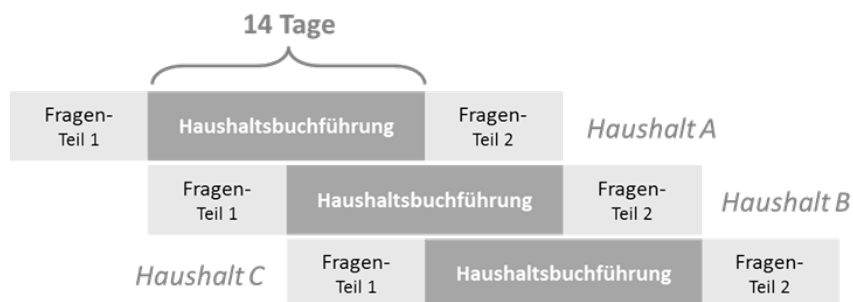 14 Tage
Fragen-
Teil 1
Haushaltsbuchführung
Fragen-
Teil 2
Haushalt A
Fragen-
Teil 1
Haushaltsbuchführung
Fragen-
Teil 2
Haushalt B
Haushalt C
Fragen-
Teil 1
Haushaltsbuchführung
Fragen-
Teil 2